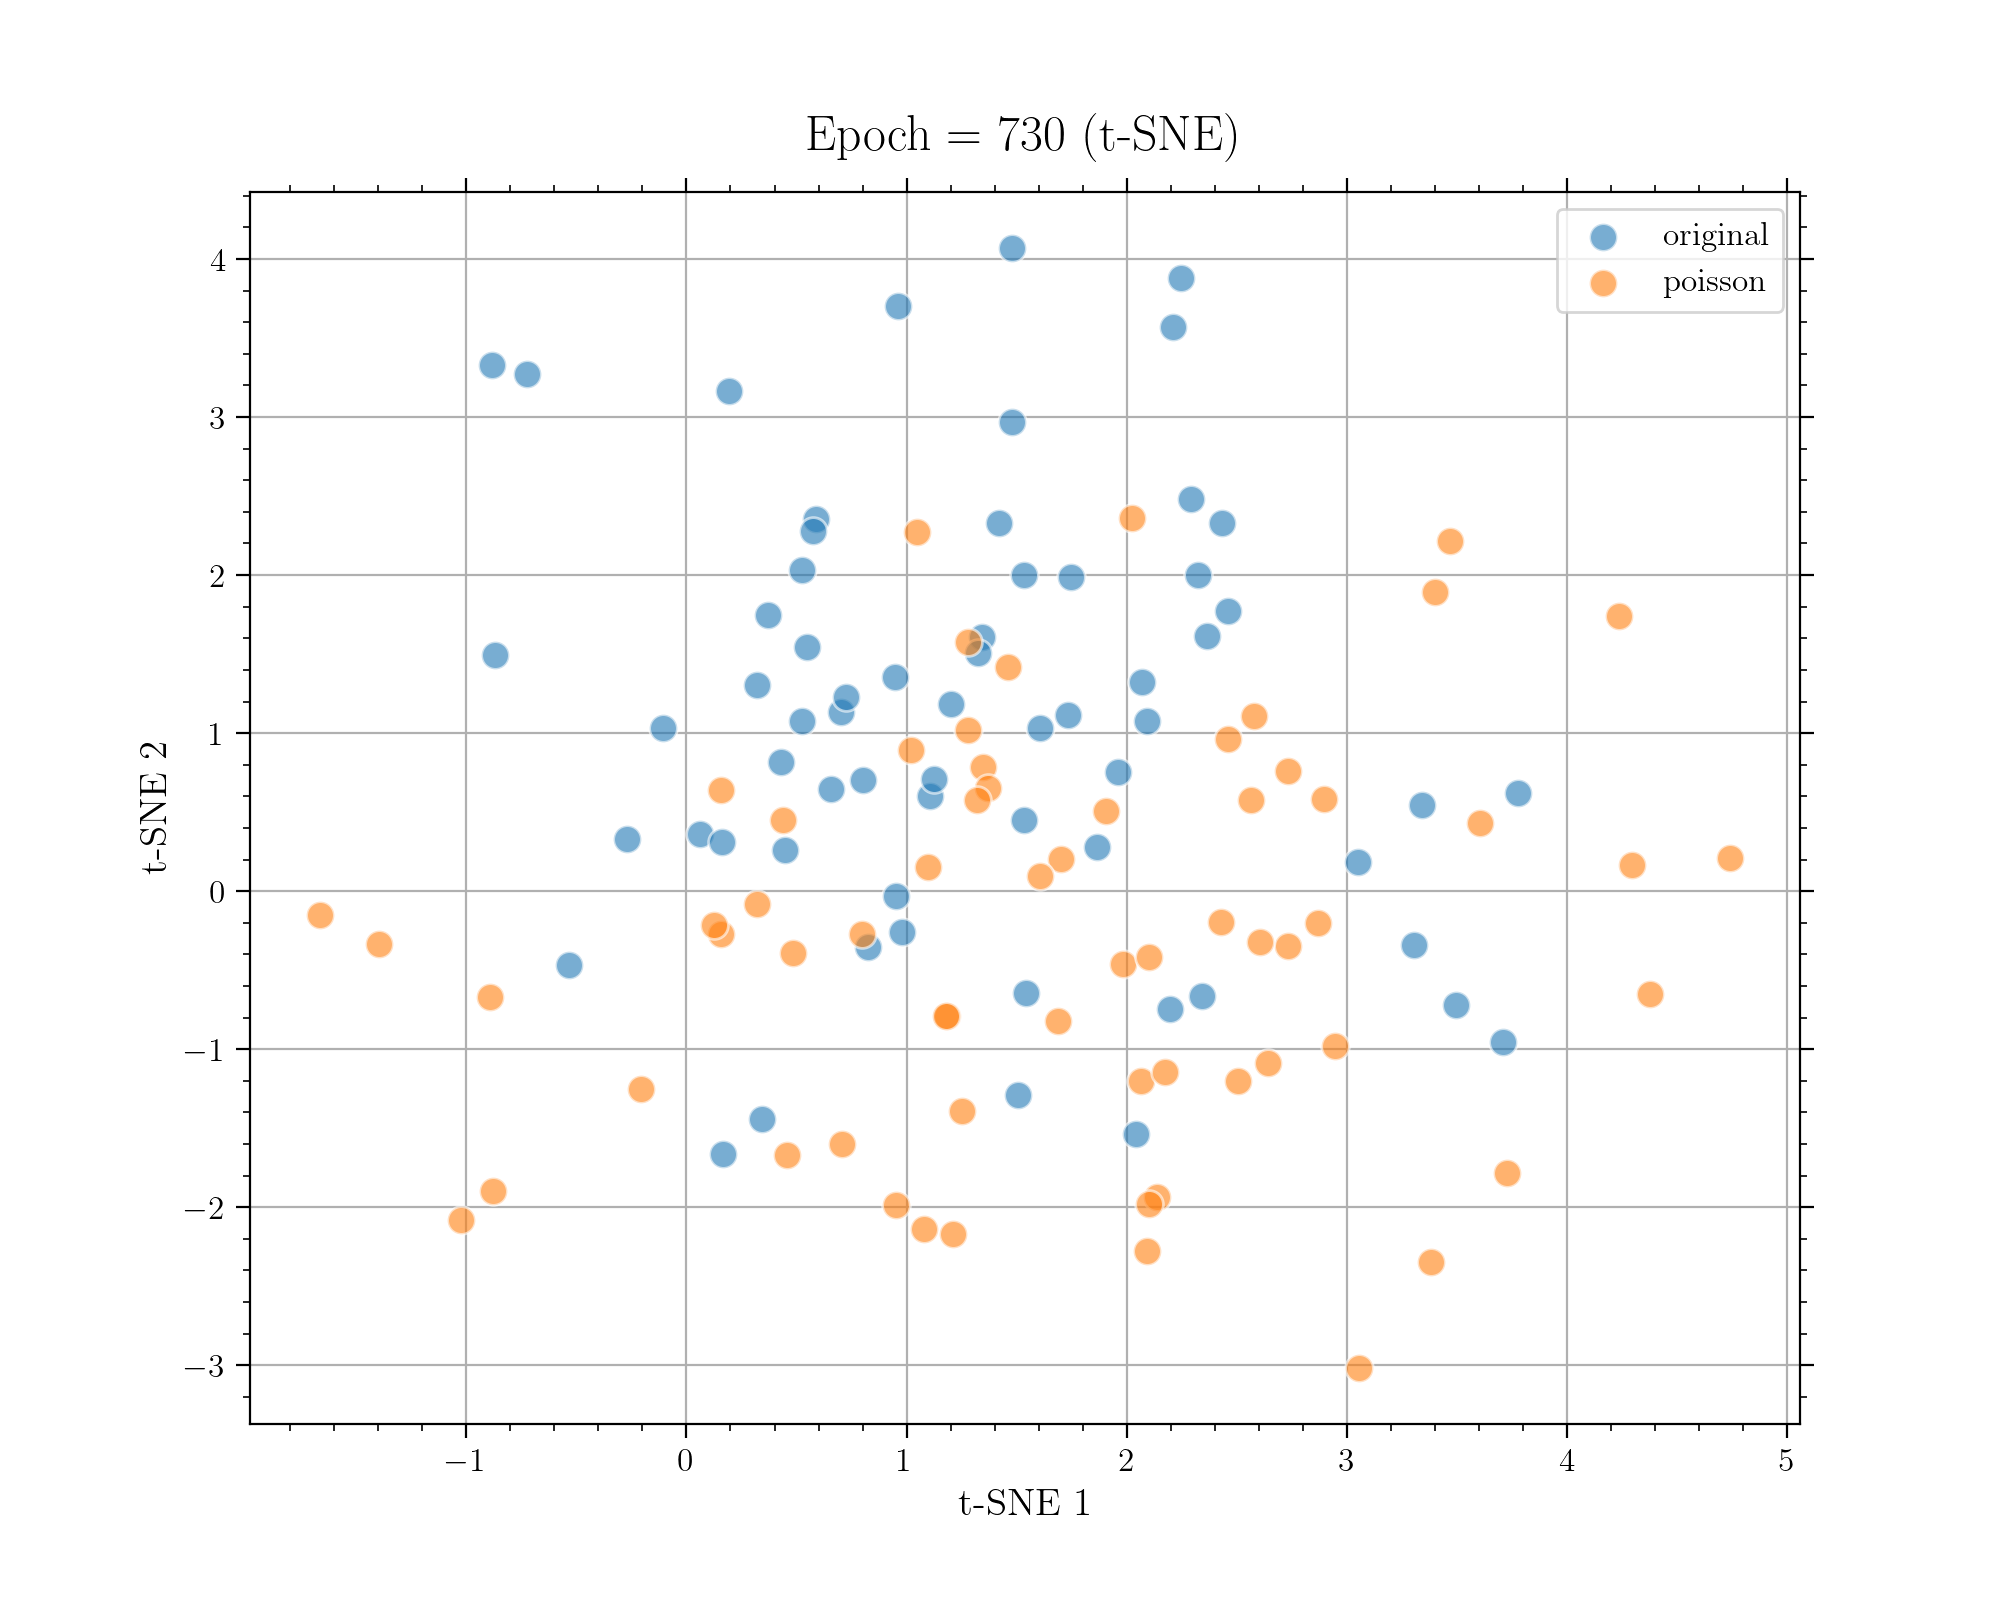 Epoch = 730 (t-SNE)
original
poisson
4
3
2
1
0
−1
−2
−3
t-SNE 2
−1 0 1 2 3 4 5
t-SNE 1